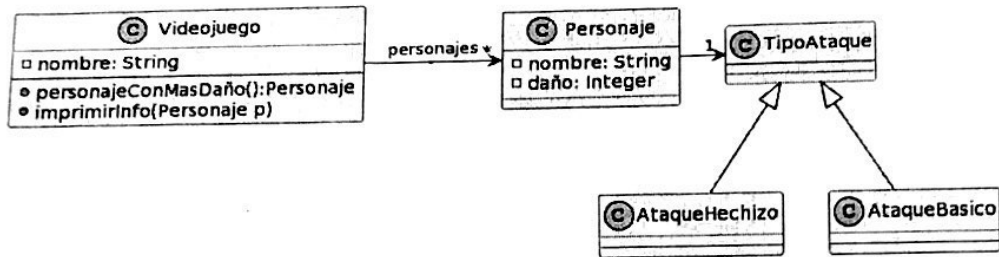 C Videojuego
nombre: String
personajeConMasDaño():Personaje
imprimirInfo(Personaje p)
personajes *
C Personaje
nombre: String
daño: Integer
1
C TipoAtaque
C AtaqueHechizo
C AtaqueBasico